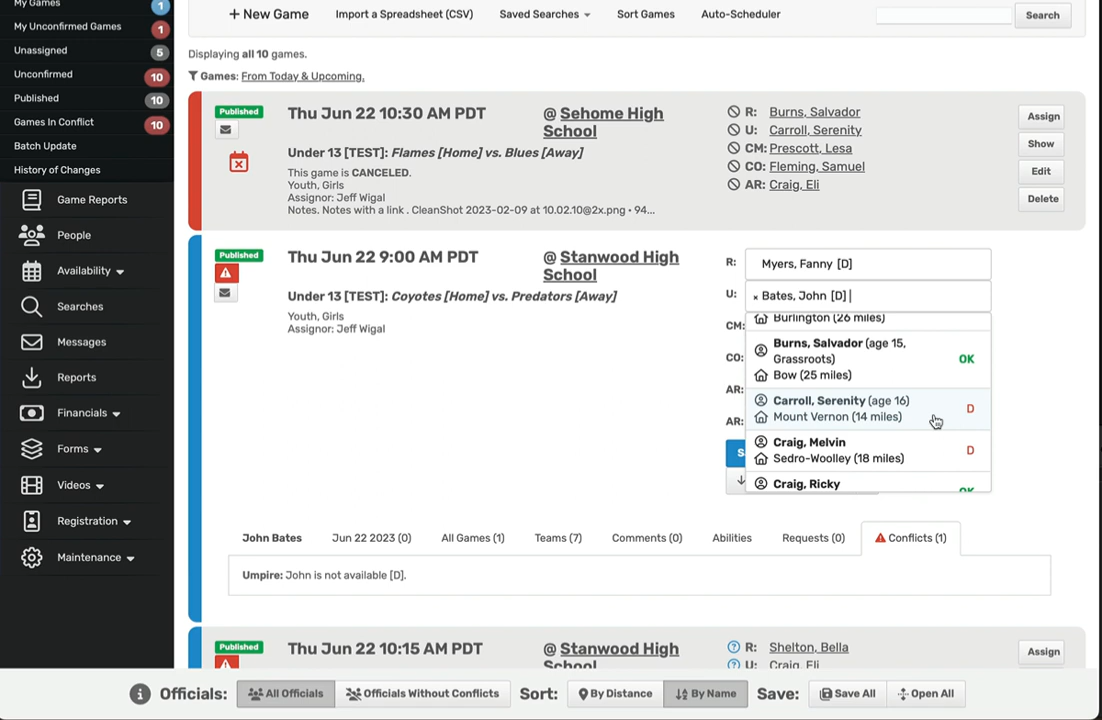 My Games 1
My Unconfirmed Games 1
Unassigned 5
Unconfirmed 10
Published 10
Games In Conflict 10
Batch Update
History of Changes
Game Reports
People
Availability
Searches
Messages
Reports
Financials
Forms
Videos
Registration
Maintenance
+ New Game Import a Spreadsheet (CSV) Saved Searches Sort Games Auto-Scheduler Search
Displaying all 10 games.
Games: From Today & Upcoming.
Published
Thu Jun 22 10:30 AM PDT
@ Sehome High
School
Under 13 [TEST]: Flames [Home] vs. Blues [Away]
This game is CANCELED.
Youth, Girls
Assignor: Jeff Wigal
Notes. Notes with a link . CleanShot 2023-02-09 at 10.02.10@2x.png • 94...
R: Burns, Salvador
U: Carroll, Serenity
CM: Prescott, Lesa
CO: Fleming, Samuel
AR: Craig, Eli
Assign
Show
Edit
Delete
Published
Thu Jun 22 9:00 AM PDT
@ Stanwood High
School
Under 13 [TEST]: Coyotes [Home] vs. Predators [Away]
Youth, Girls
Assignor: Jeff Wigal
R: Myers, Fanny [D]
U: × Bates, John [D]
CM:
CO:
AR:
AR:
S
Burlington (26 miles)
Burns, Salvador (age 15,
Grassroots) OK
Bow (25 miles)
Carroll, Serenity (age 16) D
Mount Vernon (14 miles)
Craig, Melvin D
Sedro-Woolley (18 miles)
Craig, Ricky OK
John Bates Jun 22 2023 (0) All Games (1) Teams (7) Comments (0) Abilities Requests (0) Conflicts (1)
Umpire: John is not available [D].
Published
Thu Jun 22 10:15 AM PDT
@ Stanwood High
School
R: Shelton, Bella
U: Craig, Eli
Assign
Officials: All Officials Officials Without Conflicts Sort: By Distance By Name Save: Save All Open All